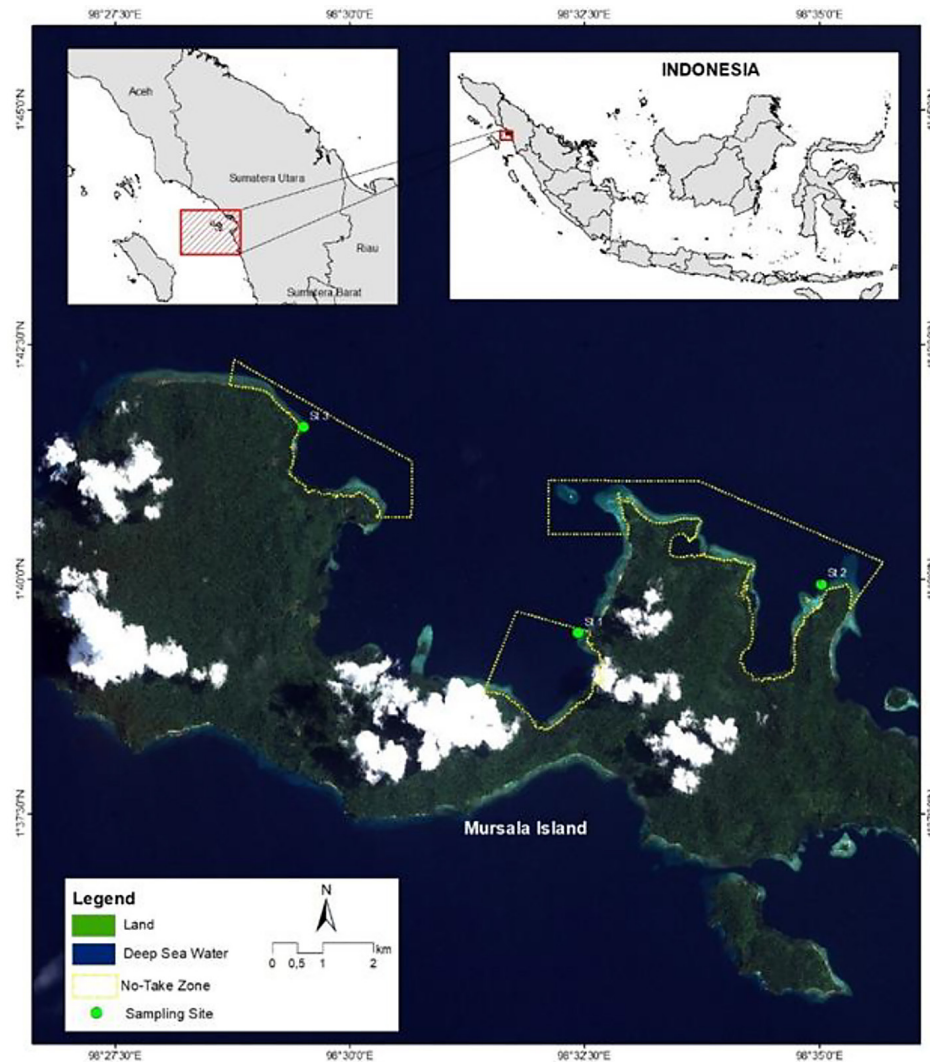 98°27'30"E
98°30'0"E
98°32'30"E
98°35'0"E
1°45'0"N
Aceh
Sumatera Utara
Riau
Sumatera Barat
INDONESIA
1°42'30"N
St 3
1°40'0"N
St 2
St 1
1°37'30"N
Mursala Island
Legend
Land
Deep Sea Water
No-Take Zone
Sampling Site
N
km
0 0,5 1 2
98°27'30"E
98°30'0"E
98°32'30"E
98°35'0"E